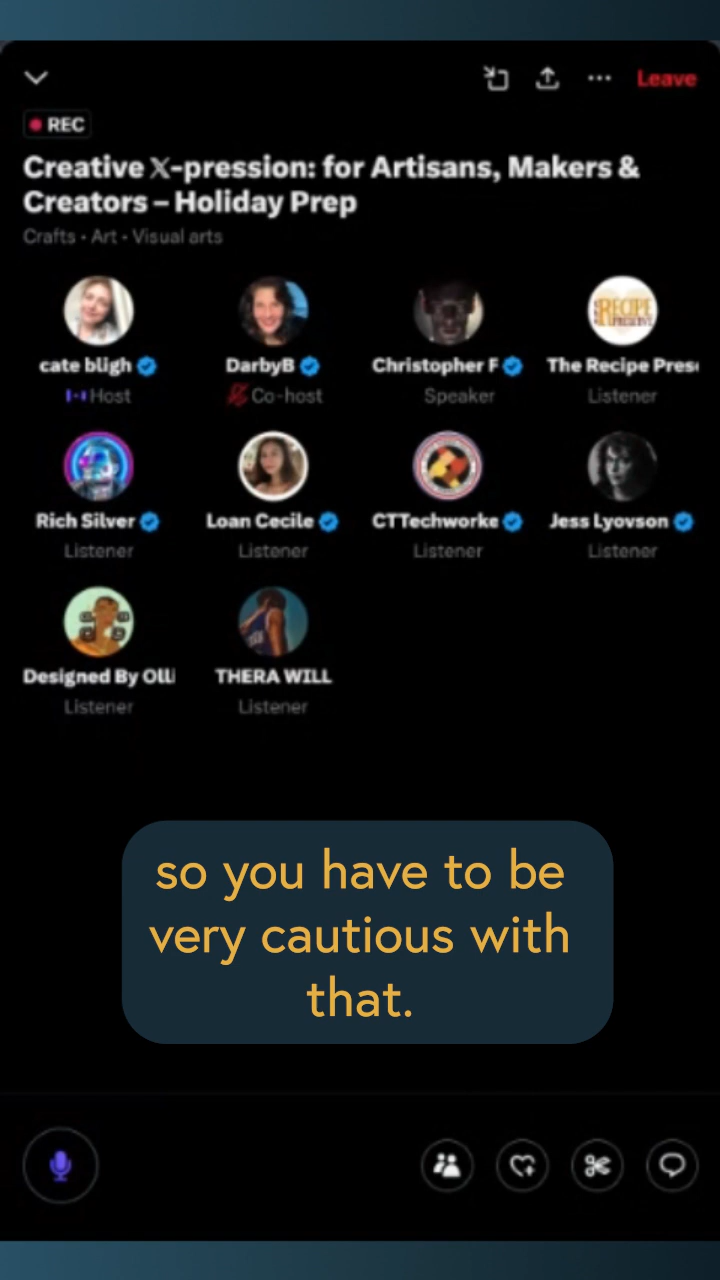 Leave
REC
Creative 𝕏-pression: for Artisans, Makers &
Creators – Holiday Prep
Crafts • Art • Visual arts
RECIPE
cate bligh DarbyB Christopher F The Recipe Pres
Host Co-host Speaker Listener
Rich Silver Loan Cecile CTTechworke Jess Lyovson
Listener Listener Listener Listener
Designed By Olli THERA WILL
Listener Listener
so you have to be
very cautious with
that.